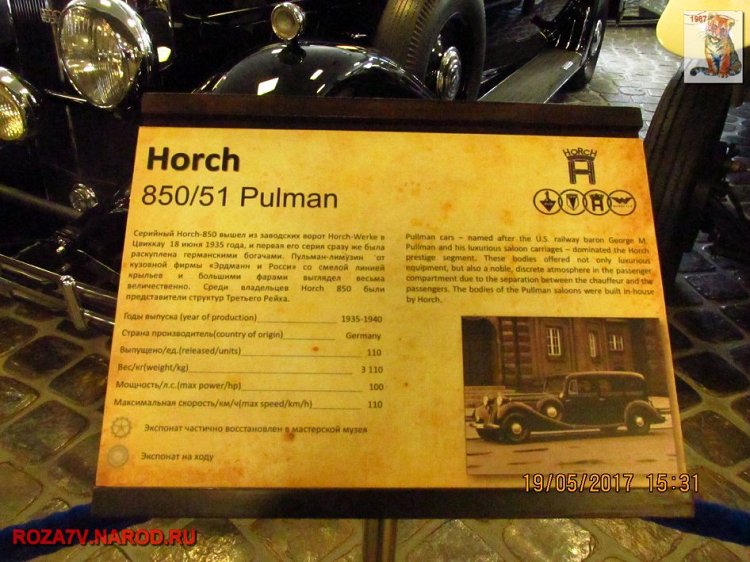 1987
Horch
850/51 Pulman
HORCH
Серийный Horch-850 вышел из заводских ворот Horch-Werke в
Цвиккау 18 июня 1935 года, и первая его серия сразу же была
раскуплена германскими богачами. Пульман-лимузин от
кузовной фирмы «Эрдманн и Росси» со смелой линией
крыльев и большими фарами выглядел весьма
величественно. Среди владельцев Horch 850 были
представители структур Третьего Рейха.
Pullman cars – named after the U.S. railway baron George M.
Pullman and his luxurious saloon carriages – dominated the Horch
prestige segment. These bodies offered not only luxurious
equipment, but also a noble, discrete atmosphere in the passenger
compartment due to the separation between the chauffeur and the
passengers. The bodies of the Pullman saloons were built in-house
by Horch.
Годы выпуска (year of production) 1935-1940
Страна производитель(country of origin) Germany
Выпущено/ед.(released/units) 110
Вес/кг(weight/kg) 3 110
Мощность/л.с.(max power/hp) 100
Максимальная скорость/км/ч(max speed/km/h) 110
Экспонат частично восстановлен в мастерской музея
Экспонат на ходу
19/05/2017 15:31
ROZA7V.NAROD.RU